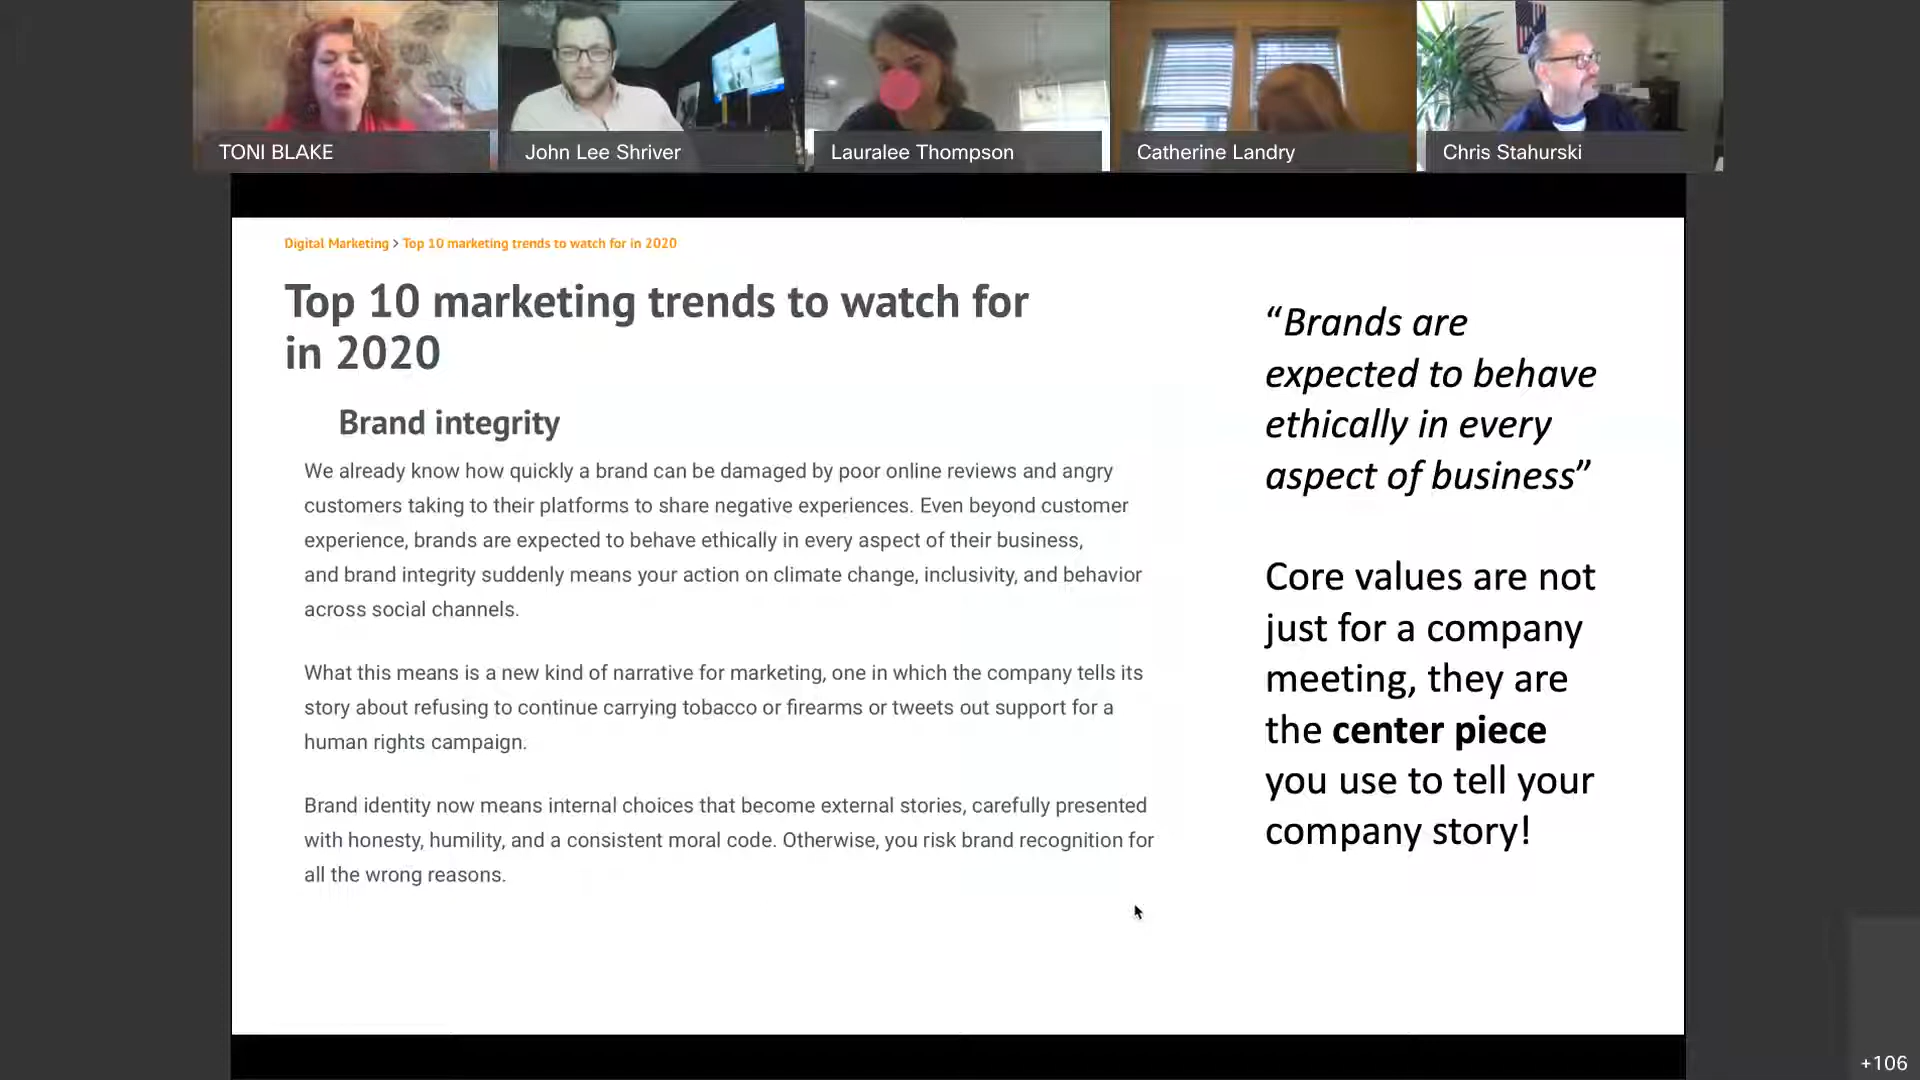 TONI BLAKE
John Lee Shriver
Lauralee Thompson
Catherine Landry
Chris Stahurski
Digital Marketing > Top 10 marketing trends to watch for in 2020
Top 10 marketing trends to watch for
in 2020
Brand integrity
We already know how quickly a brand can be damaged by poor online reviews and angry
customers taking to their platforms to share negative experiences. Even beyond customer
experience, brands are expected to behave ethically in every aspect of their business,
and brand integrity suddenly means your action on climate change, inclusivity, and behavior
across social channels.
What this means is a new kind of narrative for marketing, one in which the company tells its
story about refusing to continue carrying tobacco or firearms or tweets out support for a
human rights campaign.
Brand identity now means internal choices that become external stories, carefully presented
with honesty, humility, and a consistent moral code. Otherwise, you risk brand recognition for
all the wrong reasons.
“Brands are
expected to behave
ethically in every
aspect of business”
Core values are not
just for a company
meeting, they are
the center piece
you use to tell your
company story!
+106